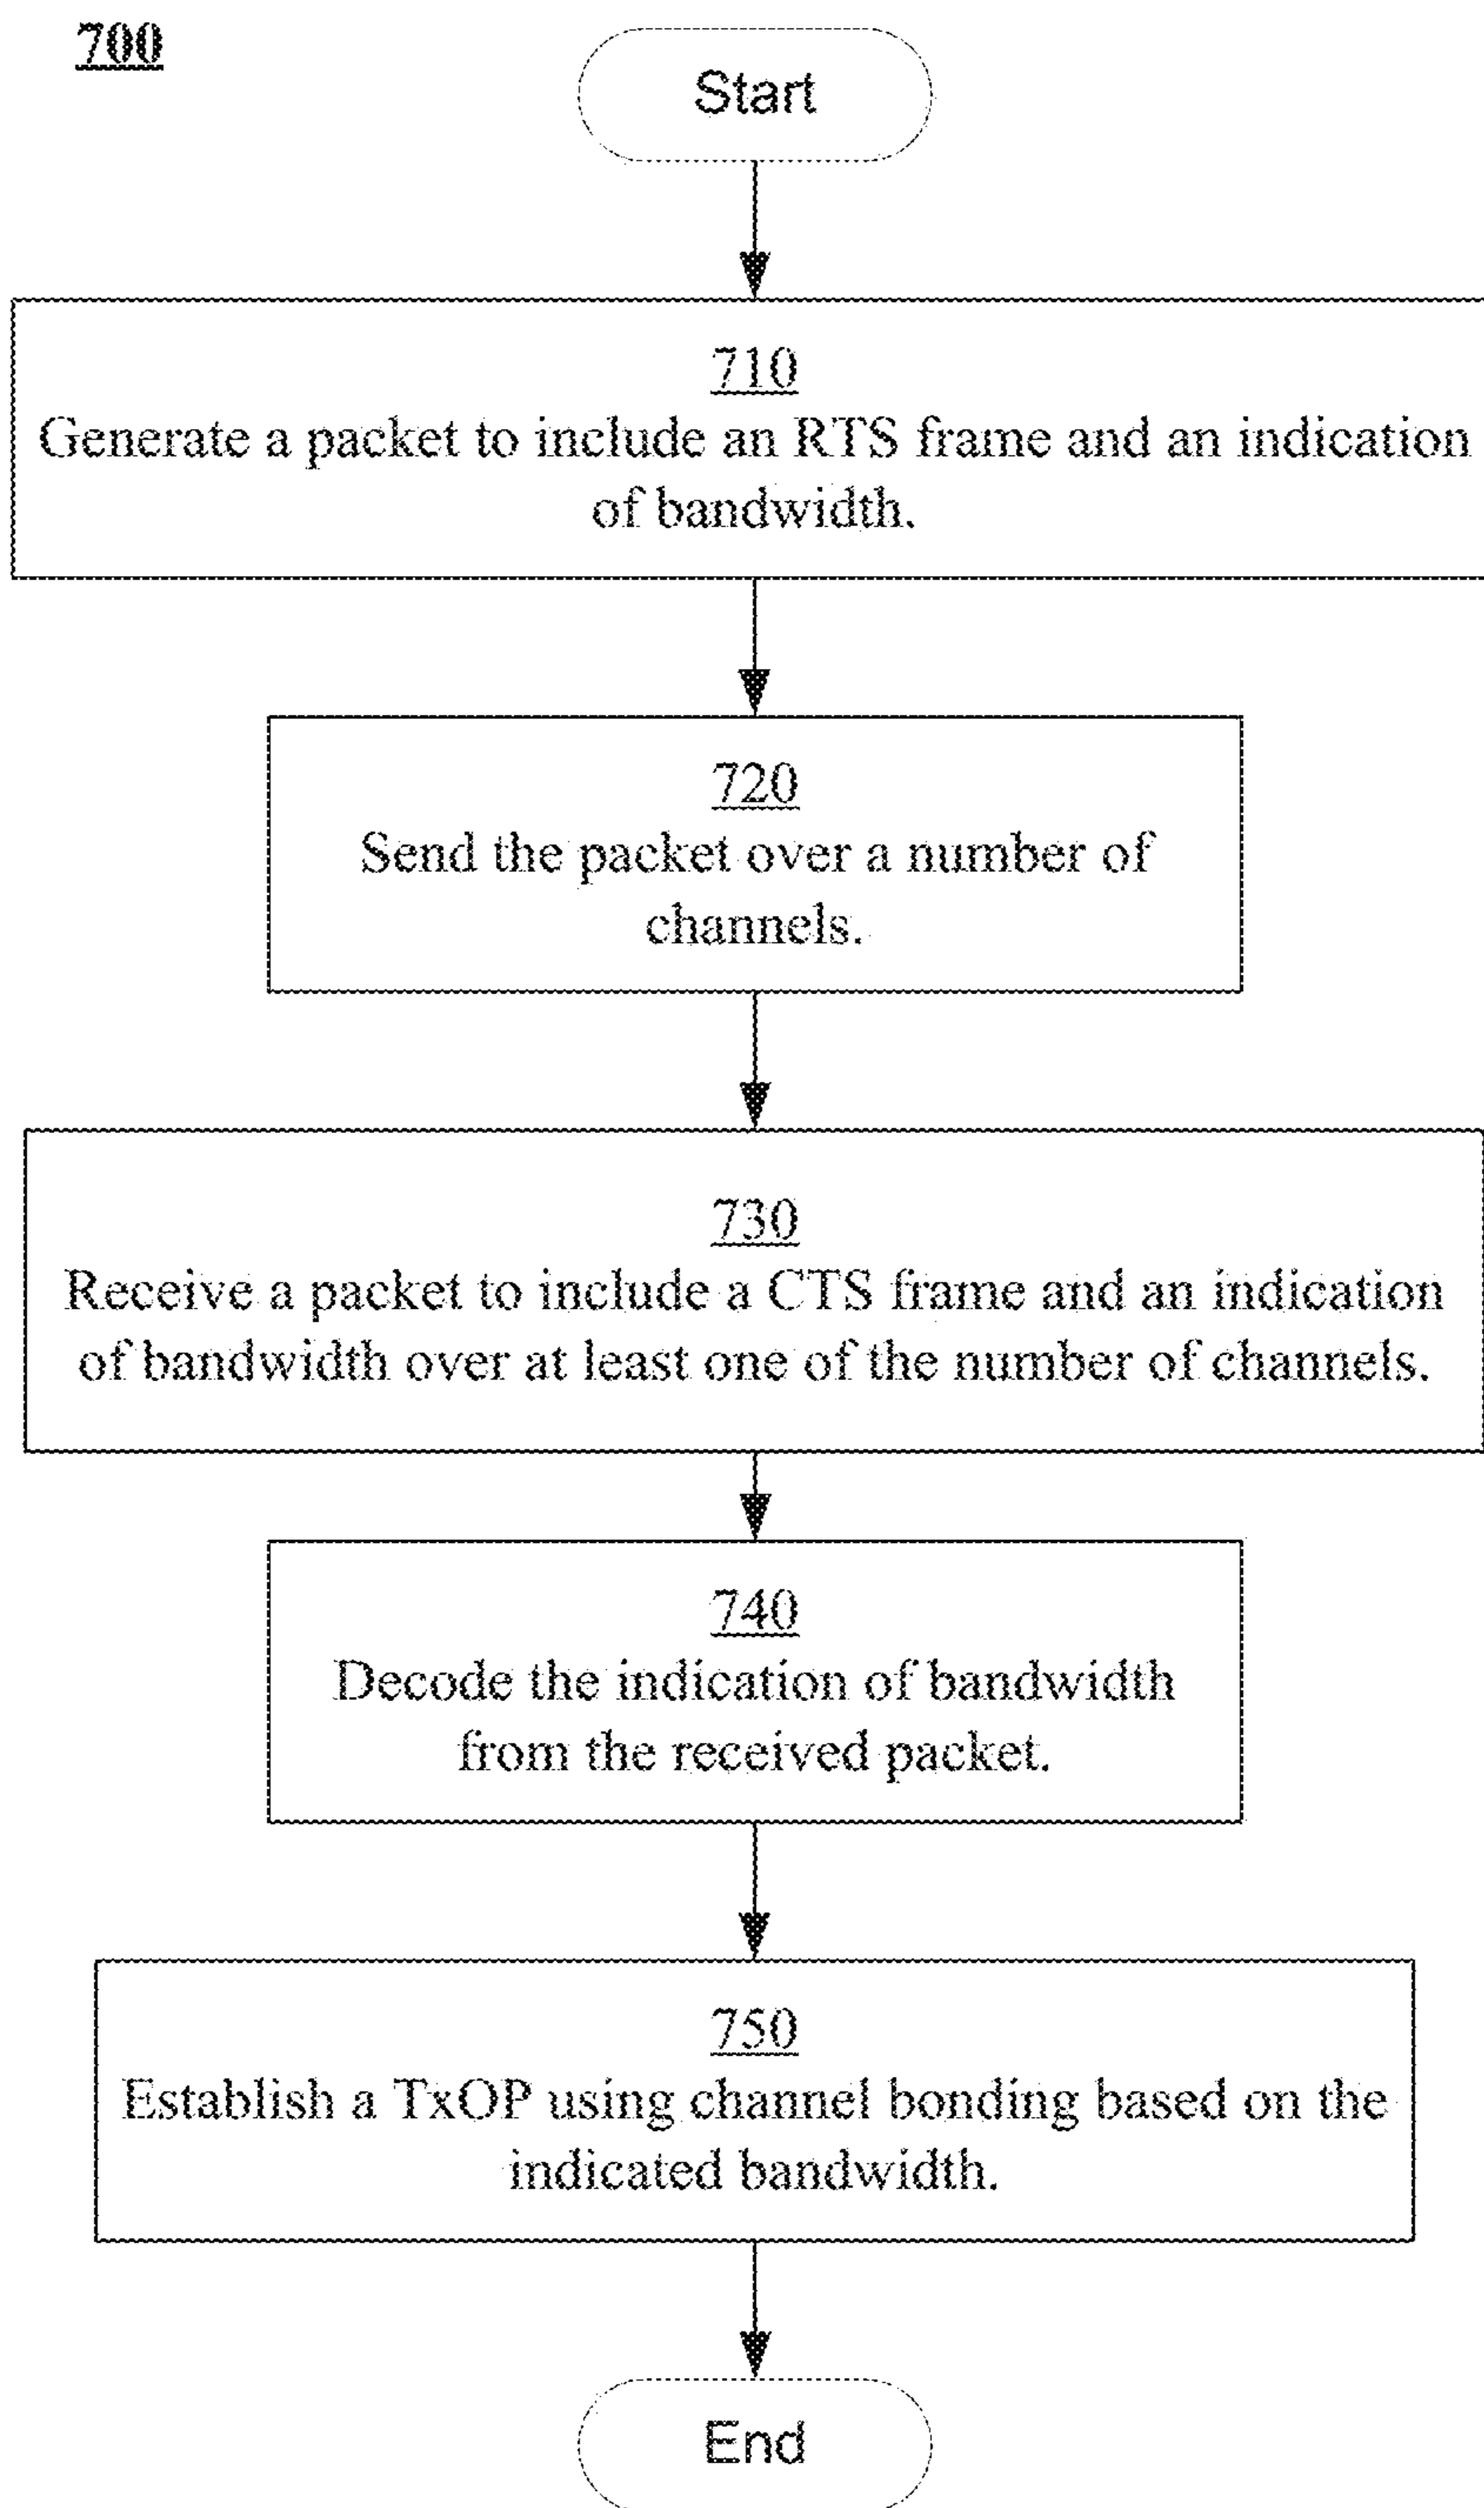 700
Start
710
Generate a packet to include an RTS frame and an indication
of bandwidth.
720
Send the packet over a number of
channels.
730
Receive a packet to include a CTS frame and an indication
of bandwidth over at least one of the number of channels.
740
Decode the indication of bandwidth
from the received packet.
750
Establish a TxOP using channel bonding based on the
indicated bandwidth.
End